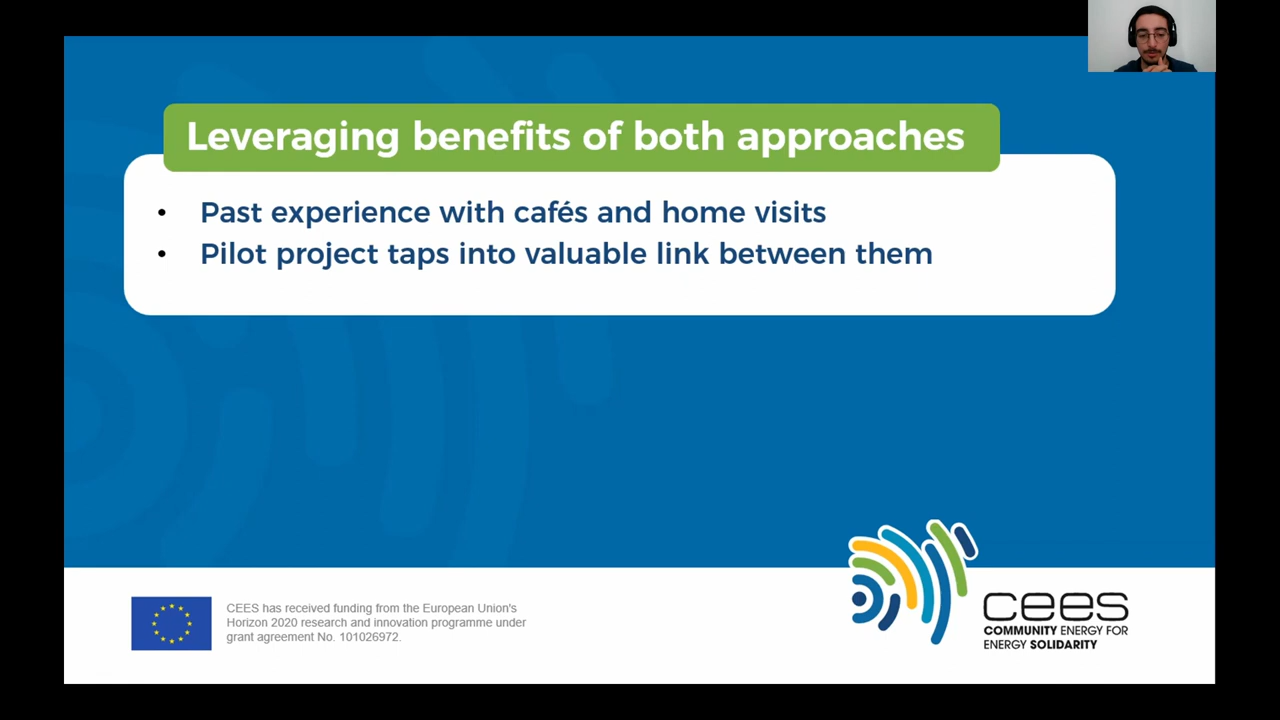 Leveraging benefits of both approaches
• Past experience with cafés and home visits
• Pilot project taps into valuable link between them
CEES has received funding from the European Union's
Horizon 2020 research and innovation programme under
grant agreement No. 101026972.
cees
COMMUNITY ENERGY FOR
ENERGY SOLIDARITY